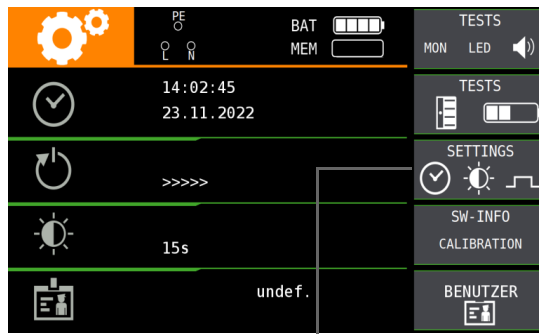 PE
L N
BAT
MEM
14:02:45
23.11.2022
>>>>>
15s
undef.
TESTS
MON LED
TESTS
SETTINGS
SW-INFO
CALIBRATION
BENUTZER